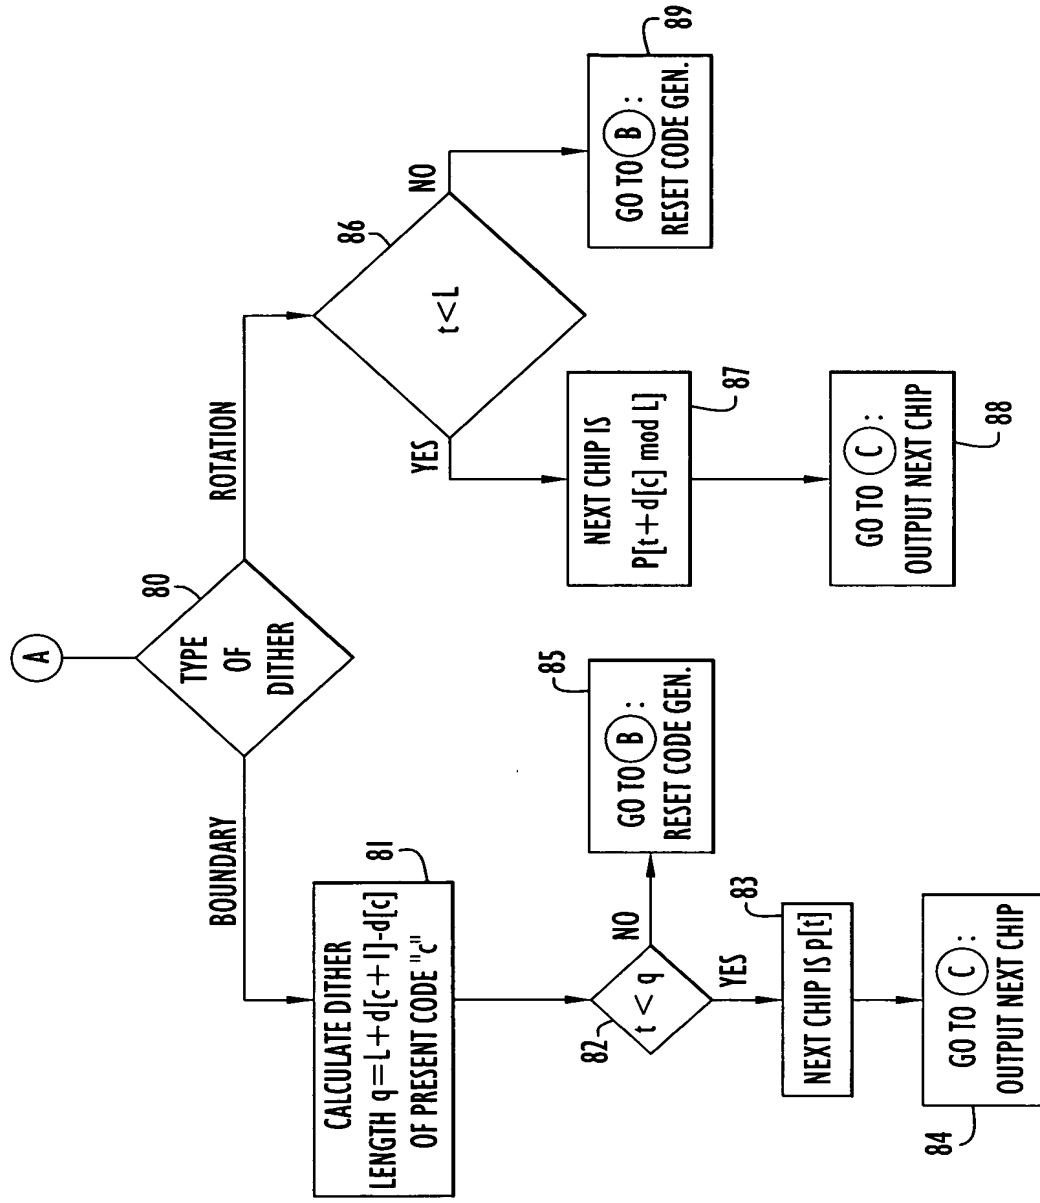 A
80
TYPE
OF
DITHER
BOUNDARY
ROTATION
81
CALCULATE DITHER
LENGTH q=L+d[c+1]-d[c]
OF PRESENT CODE "c"
82
t < q
NO
85
GO TO B :
RESET CODE GEN.
YES
83
NEXT CHIP IS p[t]
84
GO TO C :
OUTPUT NEXT CHIP
86
t<L
NO
89
GO TO B :
RESET CODE GEN.
YES
87
NEXT CHIP IS
P[t+d[c] mod L]
88
GO TO C :
OUTPUT NEXT CHIP